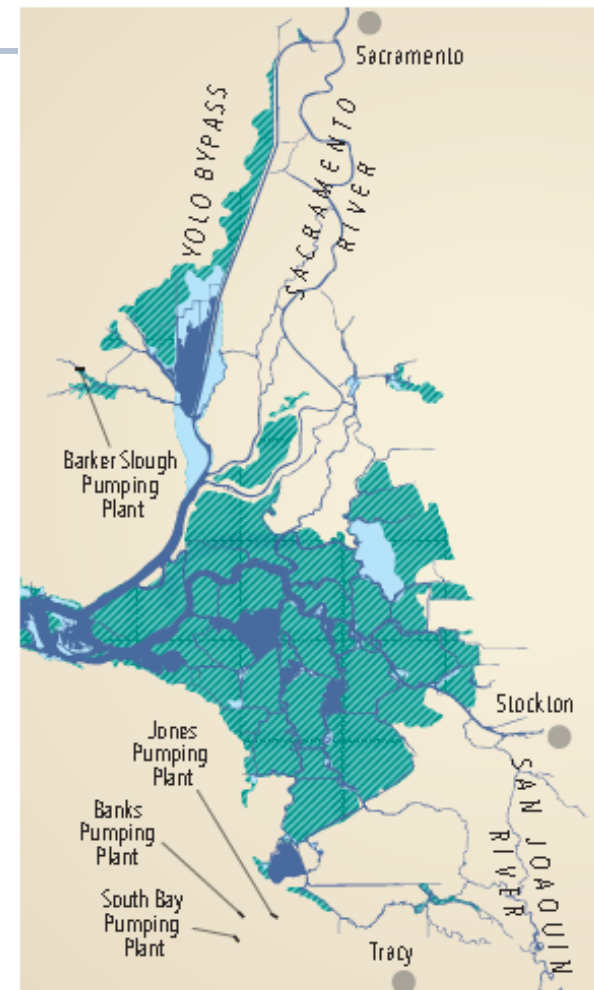 Sacramento
YOLO BYPASS
SACRAMENTO
RIVER
Barker Slough
Pumping
Plant
Stockton
Jones
Pumping
Plant
SAN JOAQUIN
RIVER
Banks
Pumping
Plant
South Bay
Pumping
Plant
Tracy